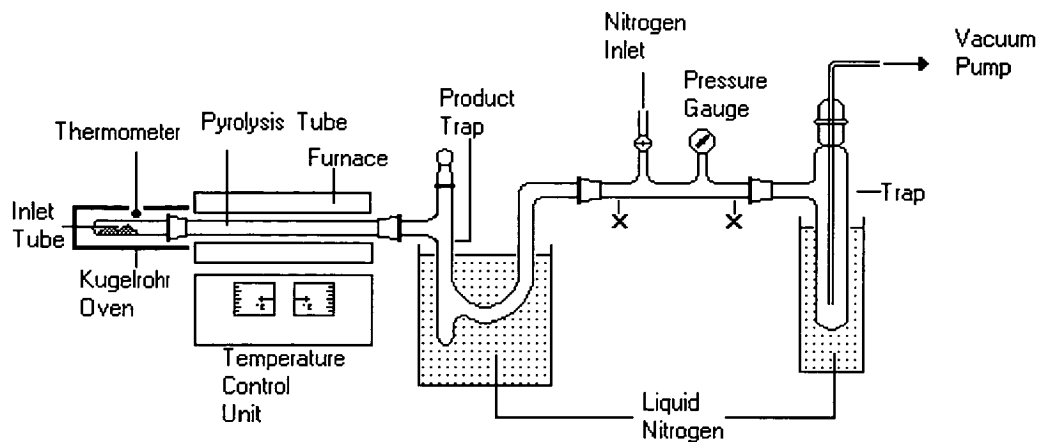 Nitrogen
Inlet
Vacuum
Pump
Pressure
Gauge
Product
Trap
Thermometer
Pyrolysis Tube
Furnace
Inlet
Tube
Trap
Kugelrohr
Oven
Temperature
Control
Unit
Liquid
Nitrogen